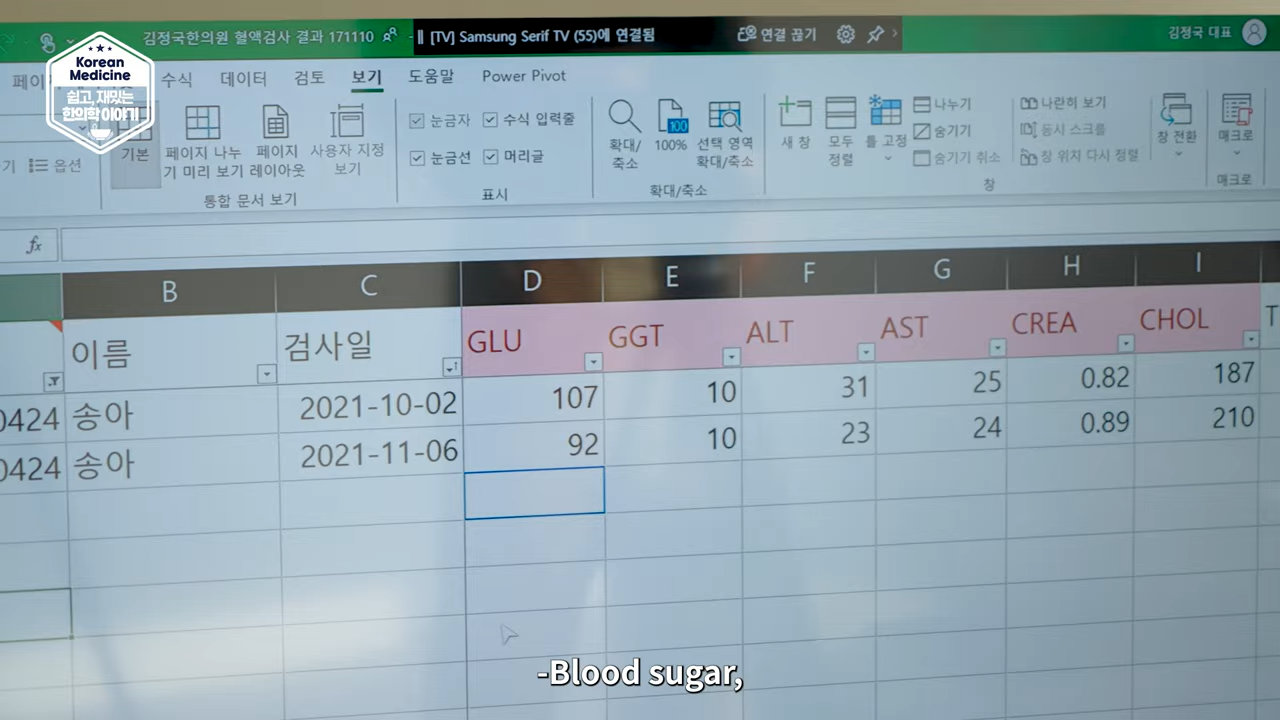 Korean
Medicine
쉽고, 재밌는
한의학 이야기
김정국한의원 혈액검사 결과 171110
[TV] Samsung Serif TV (55)에 연결됨
연결 끊기
김정국 대표
페이지
수식
데이터
검토
보기
도움말
Power Pivot
기
옵션
기본
페이지 나누
기 미리 보기
페이지
레이아웃
사용자 지정
보기
통합 문서 보기
눈금자
수식 입력줄
눈금선
머리글
표시
확대/
축소
100
100%
선택 영역
확대/축소
확대/축소
새 창
모두
정렬
틀 고정
나누기
숨기기
숨기기 취소
나란히 보기
동시 스크롤
창 위치 다시 정렬
창 전환
창
매크로
매크로
fx
B C D E F G H I
이름 검사일 GLU GGT ALT AST CREA CHOL T
0424 송아 2021-10-02 107 10 31 25 0.82 187
0424 송아 2021-11-06 92 10 23 24 0.89 210
-Blood sugar,